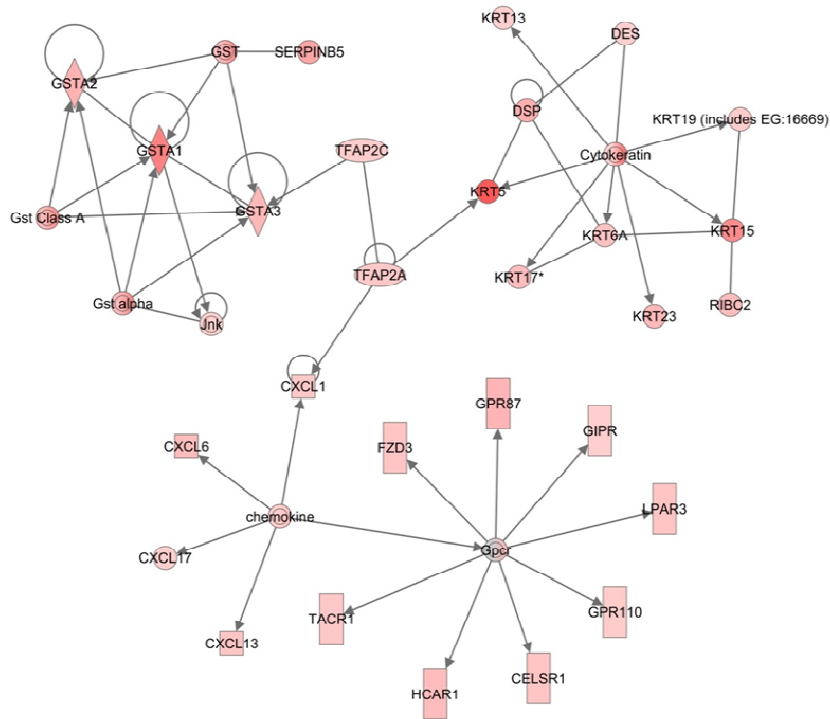 KRT13
DES
GST
SERPINB5
GSTA2
DSP
KRT19 (includes EG:16669)
GSTA1
TFAP2C
Cytokeratin
KRT5
Gst Class A
GSTA3
KRT6A
KRT15
TFAP2A
KRT17*
Gst alpha
Jnk
KRT23
RIBC2
CXCL1
GPR87
GIPR
CXCL6
FZD3
LPAR3
chemokine
Gpcr
CXCL17
TACR1
GPR110
CXCL13
HCAR1
CELSR1